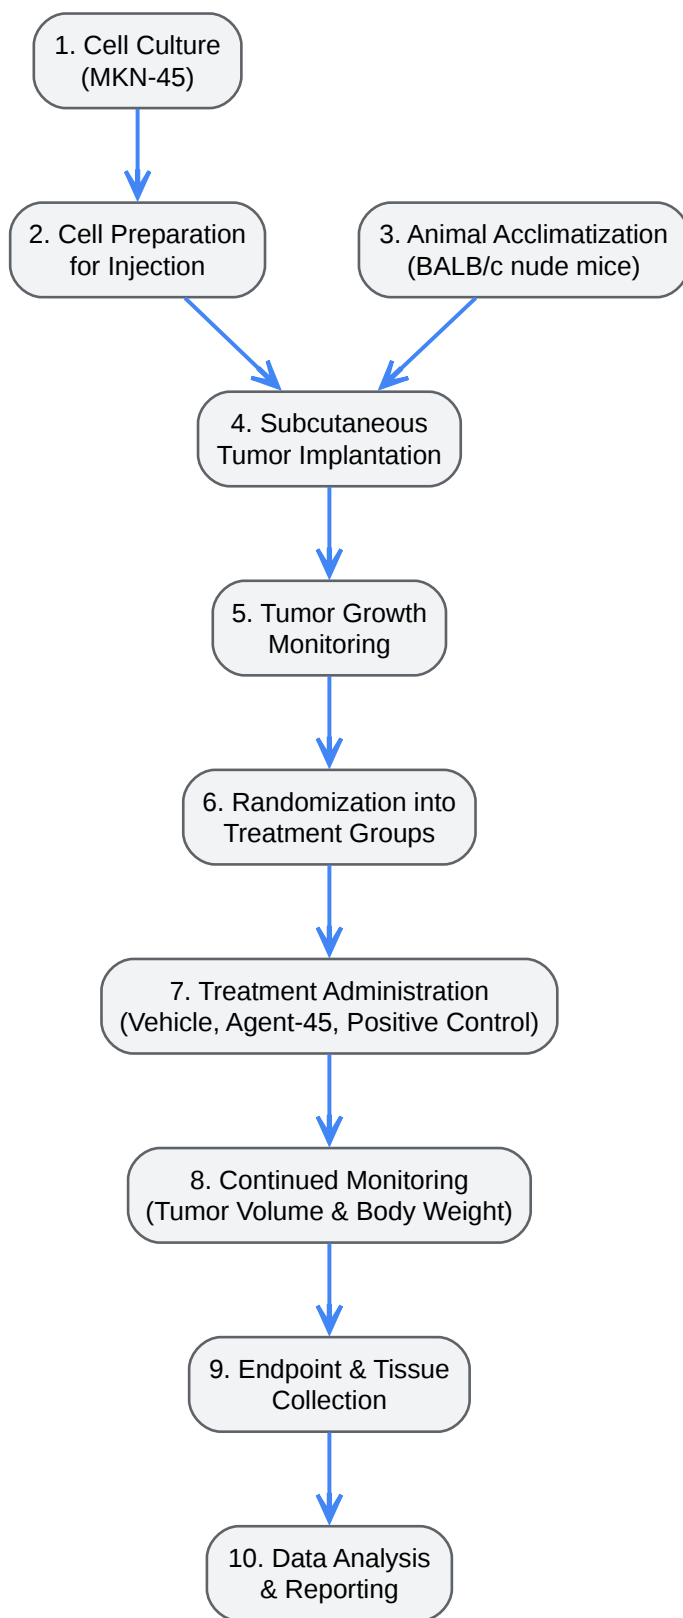 1. Cell Culture
(MKN-45)
2. Cell Preparation
for Injection
3. Animal Acclimatization
(BALB/c nude mice)
4. Subcutaneous
Tumor Implantation
5. Tumor Growth
Monitoring
6. Randomization into
Treatment Groups
7. Treatment Administration
(Vehicle, Agent-45, Positive Control)
8. Continued Monitoring
(Tumor Volume & Body Weight)
9. Endpoint & Tissue
Collection
10. Data Analysis
& Reporting